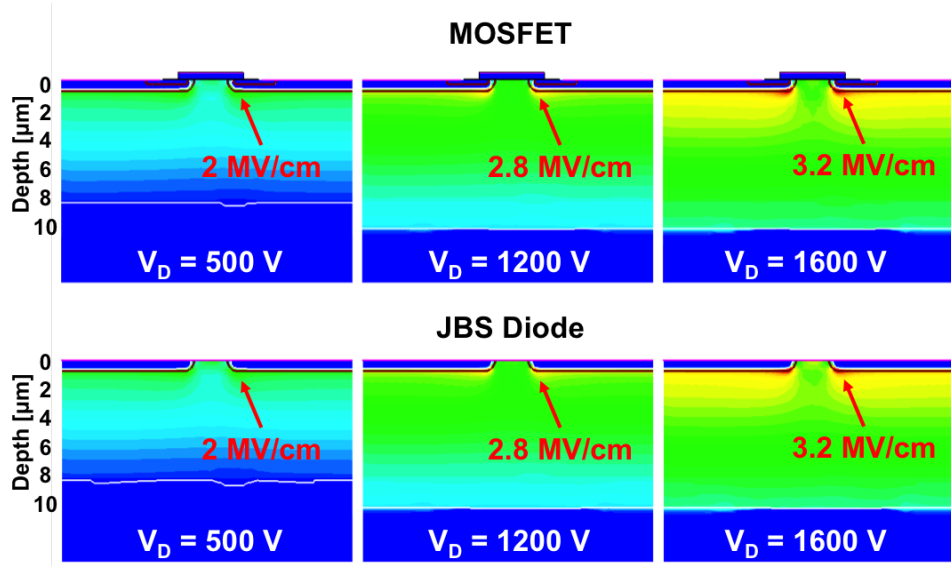 MOSFET
Depth [µm]
0
2
4
6
8
10
2 MV/cm
2.8 MV/cm
3.2 MV/cm
V_D = 500 V
V_D = 1200 V
V_D = 1600 V
JBS Diode
Depth [µm]
0
2
4
6
8
10
2 MV/cm
2.8 MV/cm
3.2 MV/cm
V_D = 500 V
V_D = 1200 V
V_D = 1600 V